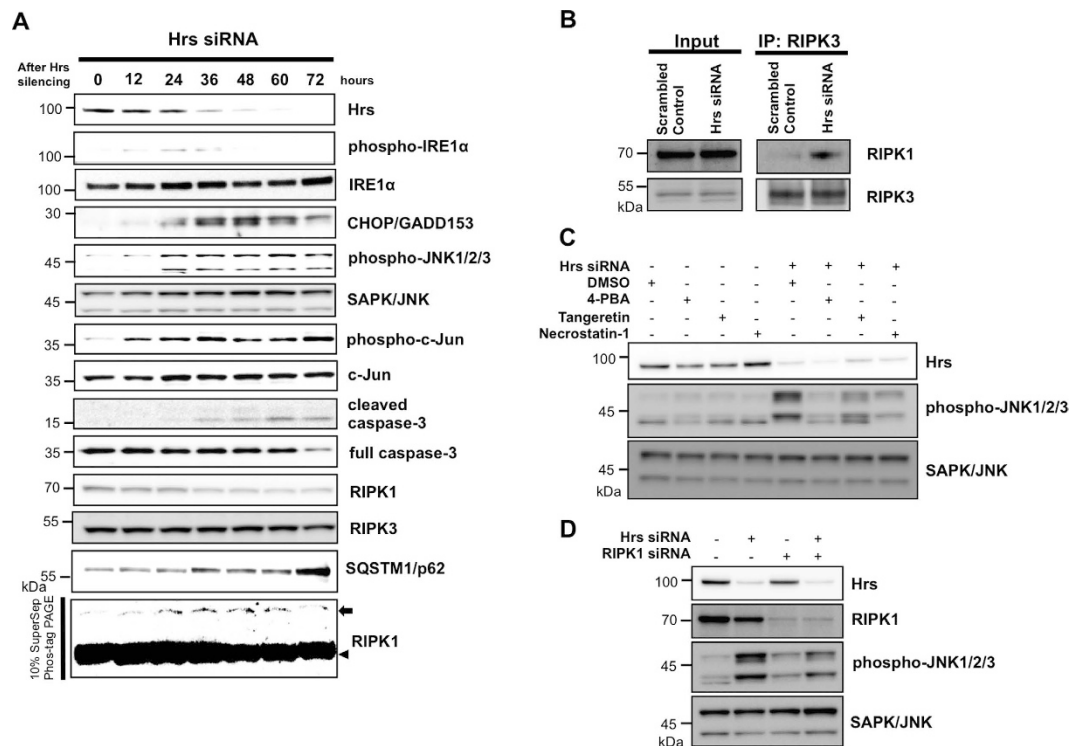 A
Hrs siRNA
After Hrs silencing 0 12 24 36 48 60 72 hours
100 Hrs
100 phospho-IRE1α
100 IRE1α
30 CHOP/GADD153
45 phospho-JNK1/2/3
45 SAPK/JNK
35 phospho-c-Jun
35 c-Jun
15 cleaved caspase-3
35 full caspase-3
70 RIPK1
55 RIPK3
55 SQSTM1/p62
kDa
10% SuperSep
Phos-tag PAGE
RIPK1
B
Input IP: RIPK3
Scrambled Control
Hrs siRNA
Scrambled Control
Hrs siRNA
70 RIPK1
55 RIPK3
kDa
C
Hrs siRNA - - - - + + + +
DMSO + - - - + - - -
4-PBA - + - - - + - -
Tangeretin - - + - - - + -
Necrostatin-1 - - - + - - - +
100 Hrs
45 phospho-JNK1/2/3
45 SAPK/JNK
kDa
D
Hrs siRNA - + - +
RIPK1 siRNA - - + +
100 Hrs
70 RIPK1
45 phospho-JNK1/2/3
45 SAPK/JNK
kDa